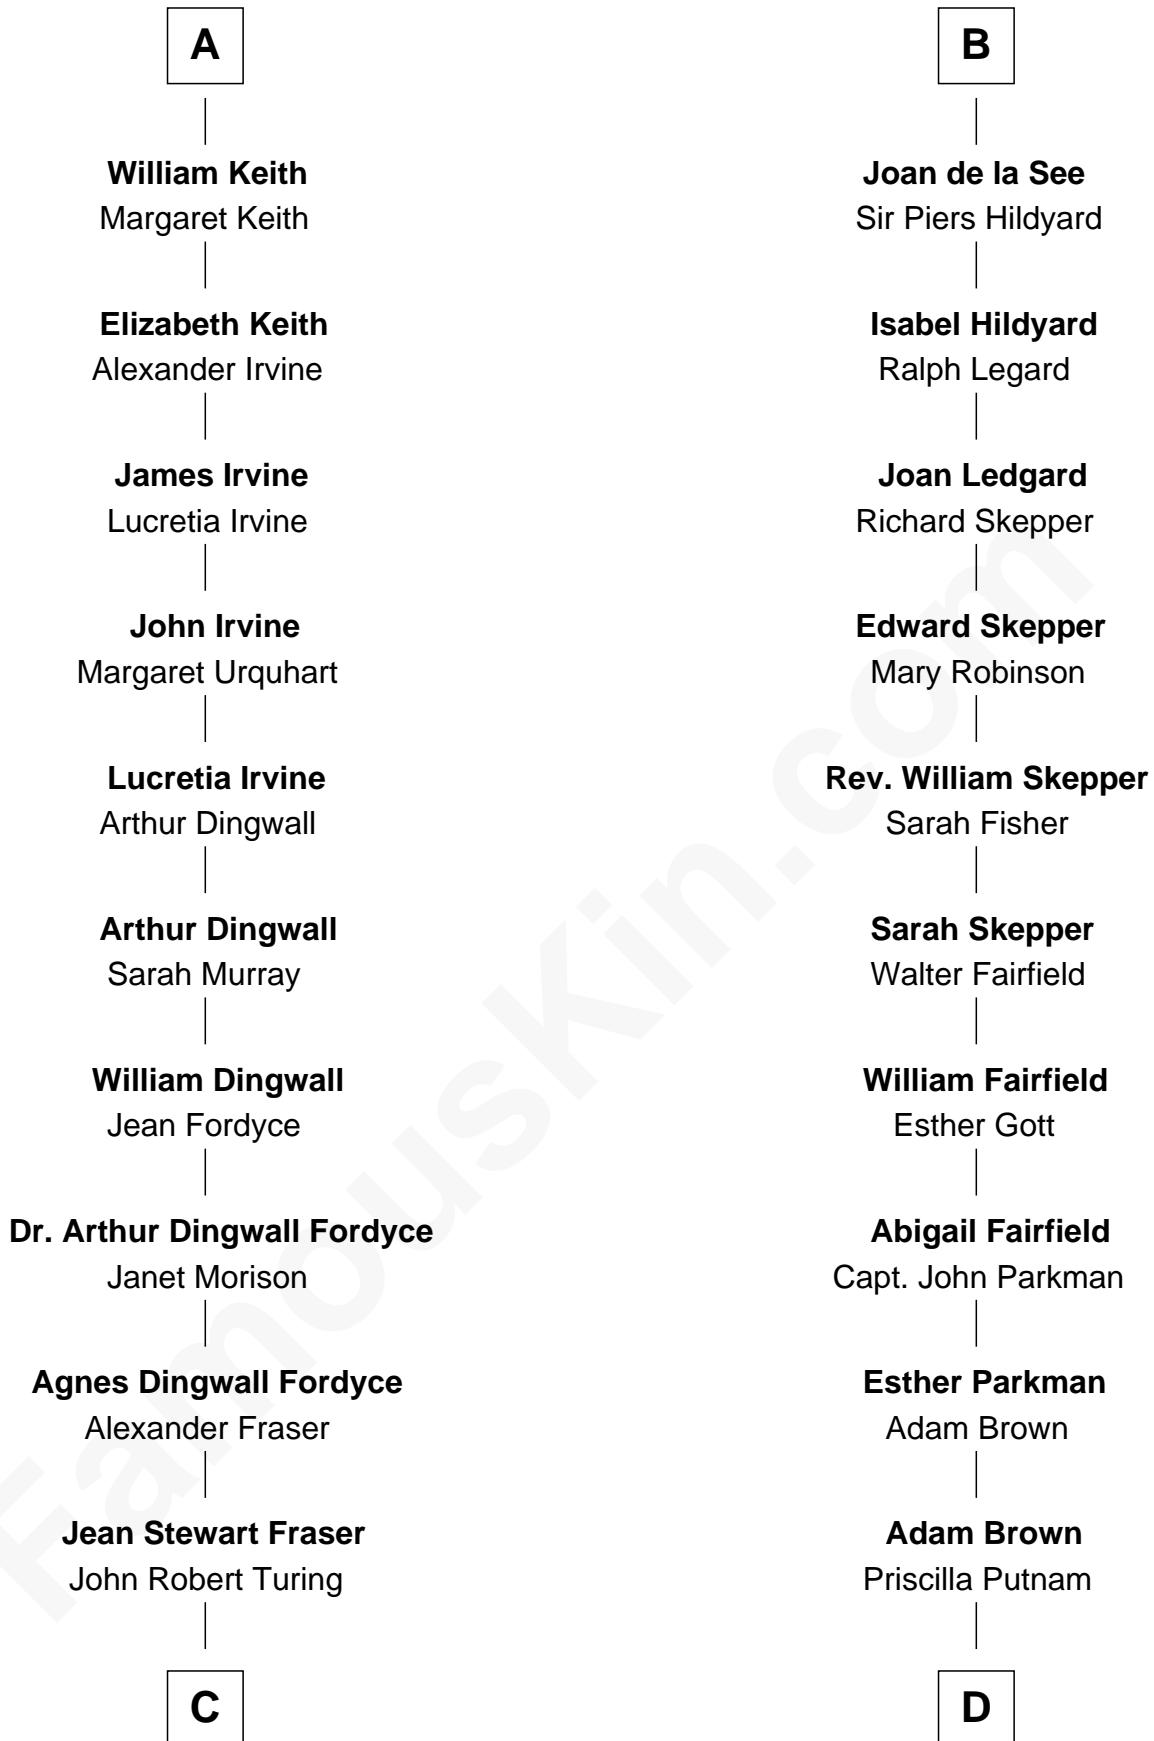 A
William Keith
Margaret Keith
Elizabeth Keith
Alexander Irvine
James Irvine
Lucretia Irvine
John Irvine
Margaret Urquhart
Lucretia Irvine
Arthur Dingwall
Arthur Dingwall
Sarah Murray
William Dingwall
Jean Fordyce
Dr. Arthur Dingwall Fordyce
Janet Morison
Agnes Dingwall Fordyce
Alexander Fraser
Jean Stewart Fraser
John Robert Turing
C
B
Joan de la See
Sir Piers Hildyard
Isabel Hildyard
Ralph Legard
Joan Ledgard
Richard Skepper
Edward Skepper
Mary Robinson
Rev. William Skepper
Sarah Fisher
Sarah Skepper
Walter Fairfield
William Fairfield
Esther Gott
Abigail Fairfield
Capt. John Parkman
Esther Parkman
Adam Brown
Adam Brown
Priscilla Putnam
D
FamousKin.com